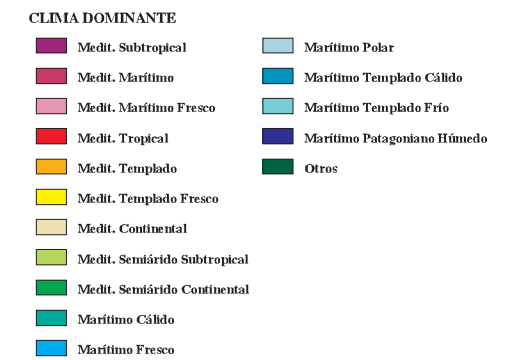 CLIMA DOMINANTE
Medit. Subtropical
Medit. Marítimo
Medit. Marítimo Fresco
Medit. Tropical
Medit. Templado
Medit. Templado Fresco
Medit. Continental
Medit. Semiárido Subtropical
Medit. Semiárido Continental
Marítimo Cálido
Marítimo Fresco
Marítimo Polar
Marítimo Templado Cálido
Marítimo Templado Frío
Marítimo Patagoniano Húmedo
Otros